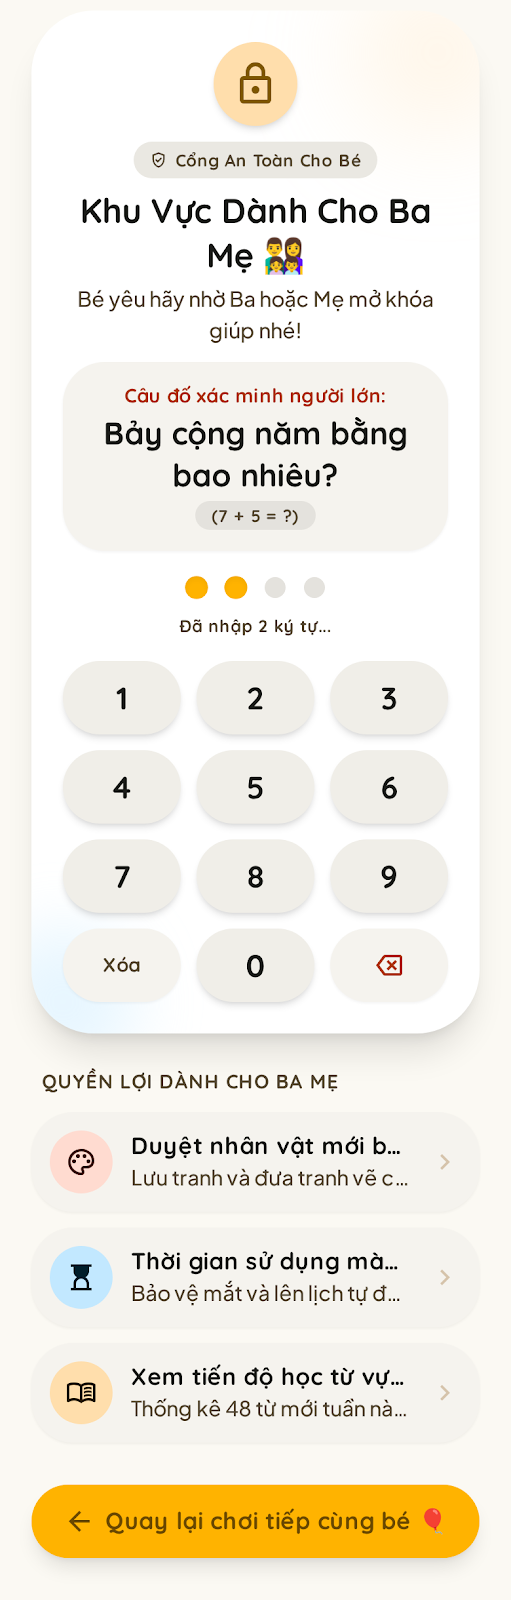 Cổng An Toàn Cho Bé
Khu Vực Dành Cho Ba
Mẹ 👨‍👩‍👧‍👦
Bé yêu hãy nhờ Ba hoặc Mẹ mở khóa
giúp nhé!
Câu đố xác minh người lớn:
Bảy cộng năm bằng
bao nhiêu?
(7 + 5 = ?)
Đã nhập 2 ký tự...
1 2 3
4 5 6
7 8 9
Xóa 0
QUYỀN LỢI DÀNH CHO BA MẸ
Duyệt nhân vật mới b...
Lưu tranh và đưa tranh vẽ c...
Thời gian sử dụng mà...
Bảo vệ mắt và lên lịch tự đ...
Xem tiến độ học từ vự...
Thống kê 48 từ mới tuần nà...
Quay lại chơi tiếp cùng bé 🎈